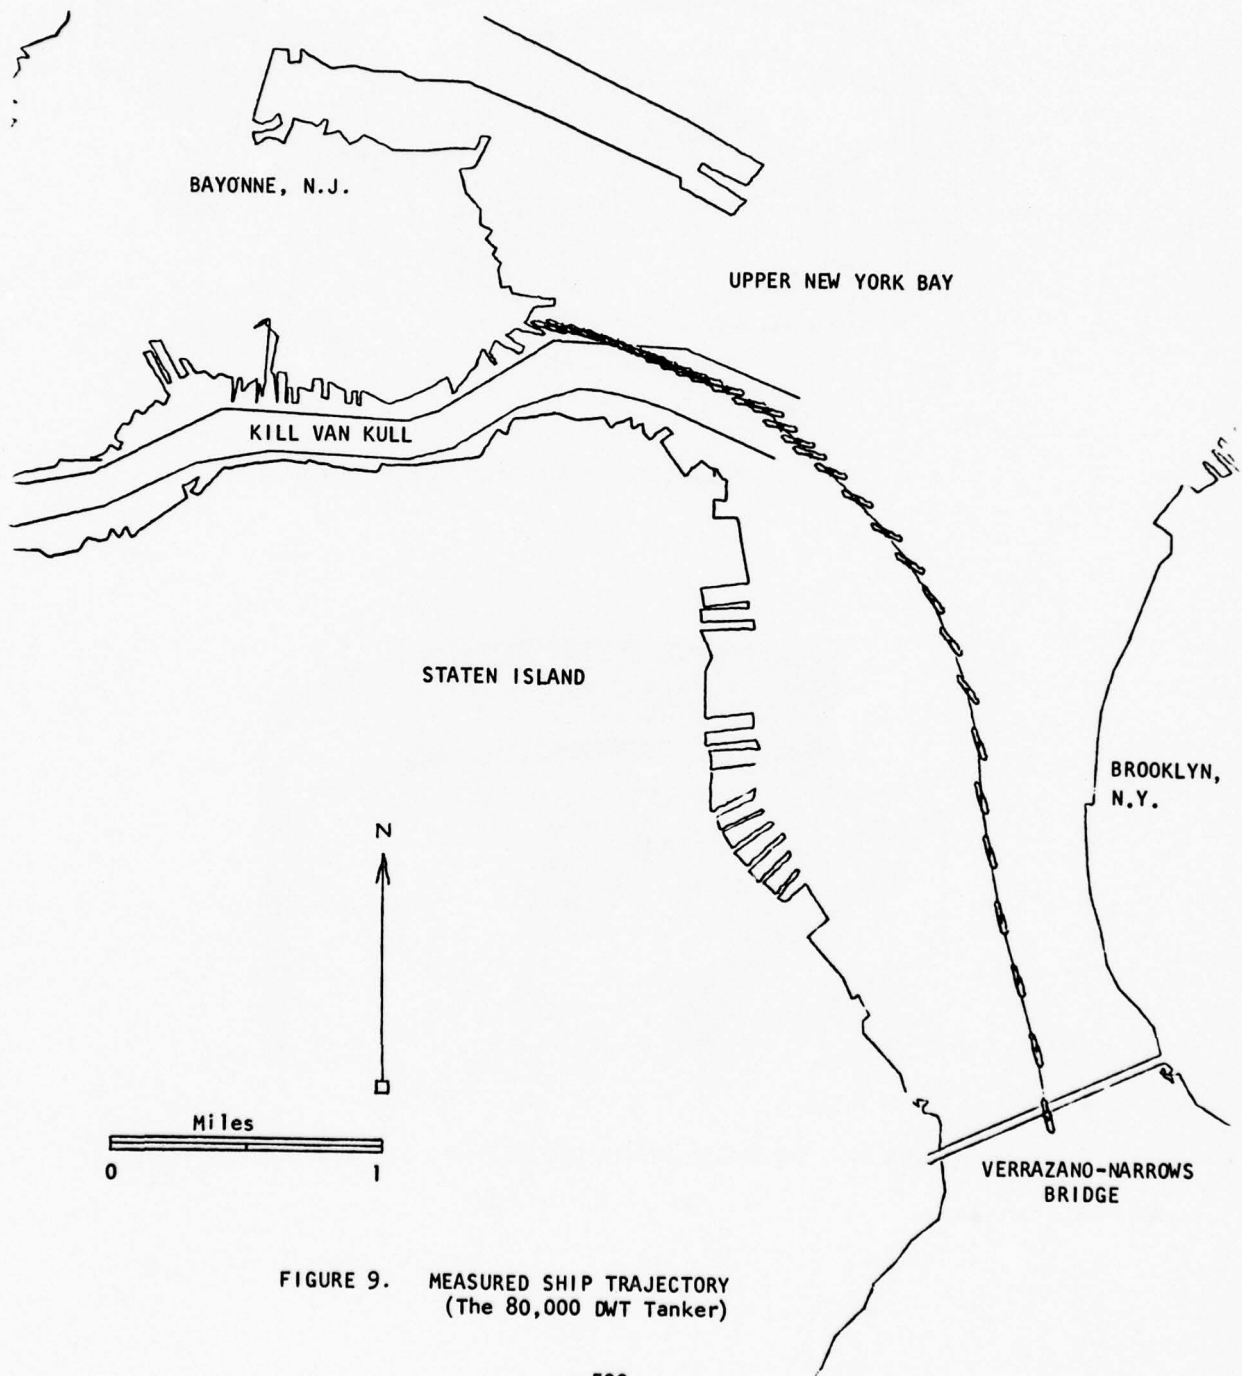 BAYONNE, N.J.
UPPER NEW YORK BAY
KILL VAN KULL
STATEN ISLAND
BROOKLYN,
N.Y.
N
Miles
0 1
VERRAZANO-NARROWS
BRIDGE
FIGURE 9. MEASURED SHIP TRAJECTORY
(The 80,000 DWT Tanker)